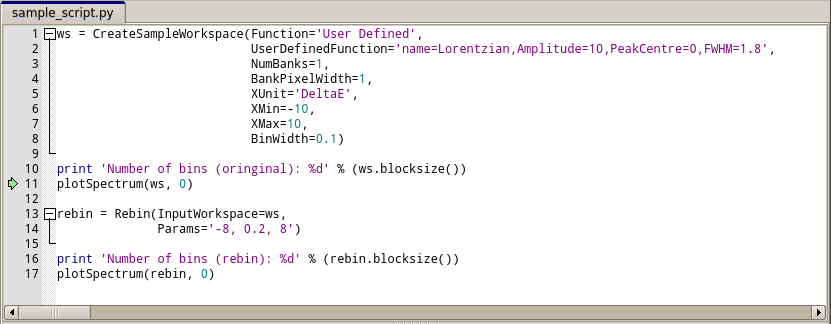 sample_script.py
1 ws = CreateSampleWorkspace(Function='User Defined',
2 UserDefinedFunction='name=Lorentzian,Amplitude=10,PeakCentre=0,FWHM=1.8',
3 NumBanks=1,
4 BankPixelWidth=1,
5 XUnit='DeltaE',
6 XMin=-10,
7 XMax=10,
8 BinWidth=0.1)
9
10 print 'Number of bins (oringinal): %d' % (ws.blocksize())
11 plotSpectrum(ws, 0)
12
13 rebin = Rebin(InputWorkspace=ws,
14 Params='-8, 0.2, 8')
15
16 print 'Number of bins (rebin): %d' % (rebin.blocksize())
17 plotSpectrum(rebin, 0)